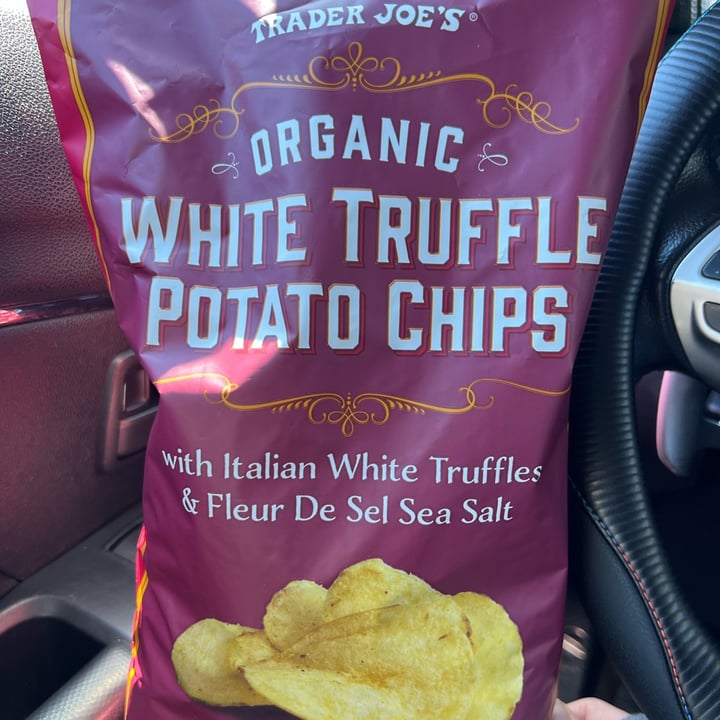 TRADER JOE'S®
ORGANIC
WHITE TRUFFLE
POTATO CHIPS
with Italian White Truffles
& Fleur De Sel Sea Salt